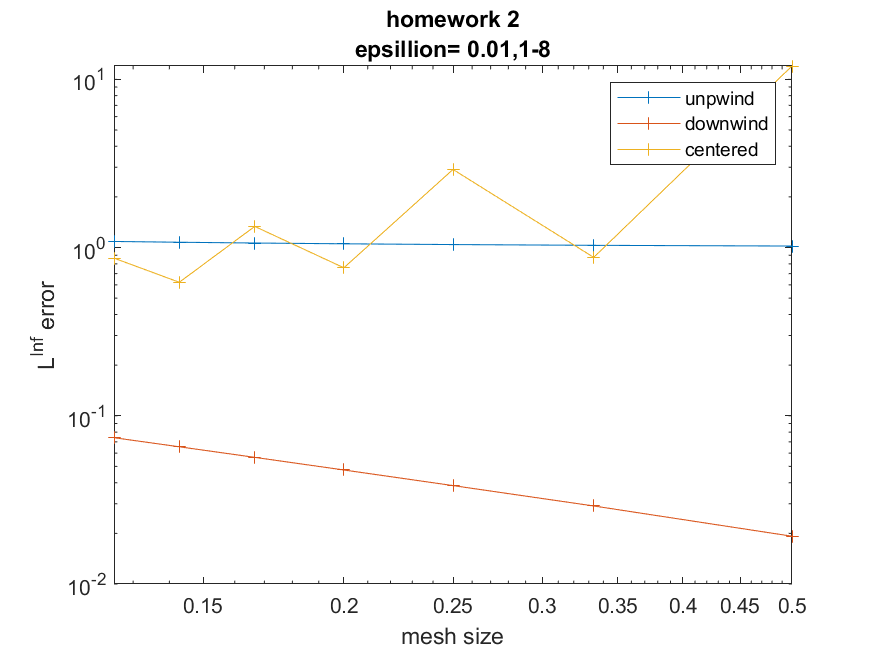 homework 2
epsillion= 0.01,1-8
10^1
10^0
10^-1
10^-2
L^Inf error
unpwind
downwind
centered
0.15 0.2 0.25 0.3 0.35 0.4 0.45 0.5
mesh size